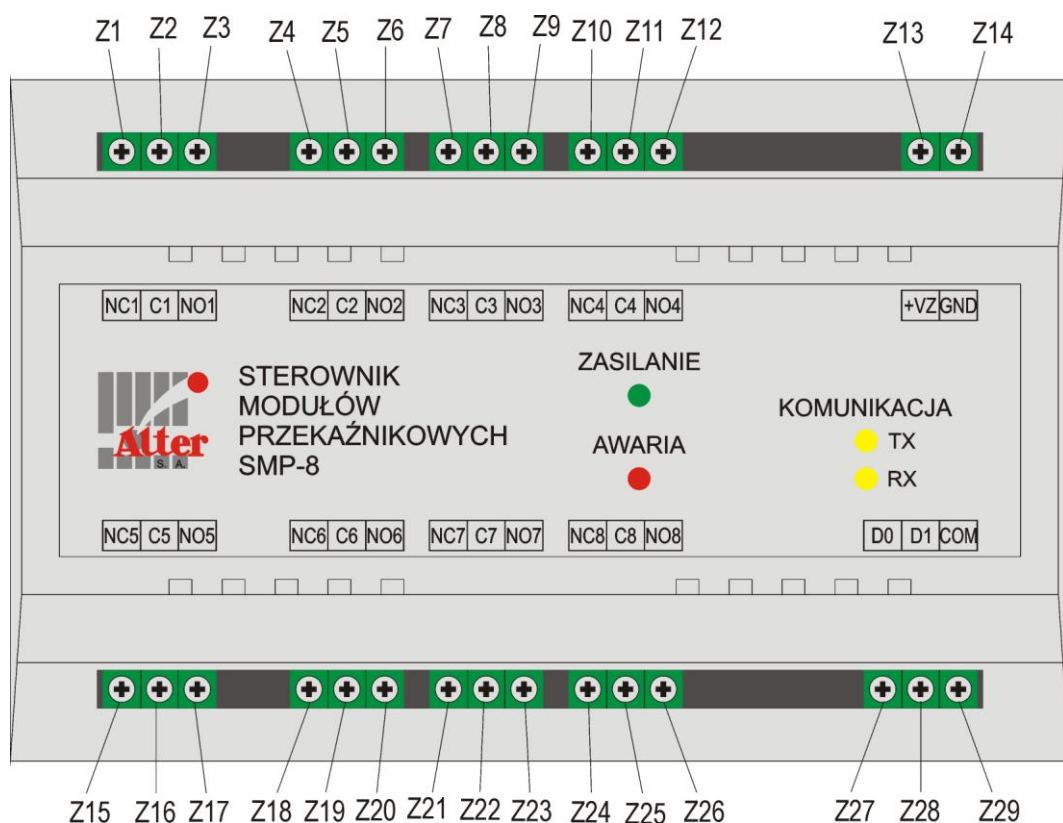 Z1 Z2 Z3 Z4 Z5 Z6 Z7 Z8 Z9 Z10 Z11 Z12 Z13 Z14
NC1 C1 NO1 NC2 C2 NO2 NC3 C3 NO3 NC4 C4 NO4 +VZ GND
Alter
S. A.
STEROWNIK
MODUŁÓW
PRZEKAŹNIKOWYCH
SMP-8
ZASILANIE
AWARIA
KOMUNIKACJA
TX
RX
NC5 C5 NO5 NC6 C6 NO6 NC7 C7 NO7 NC8 C8 NO8 D0 D1 COM
Z15 Z16 Z17 Z18 Z19 Z20 Z21 Z22 Z23 Z24 Z25 Z26 Z27 Z28 Z29